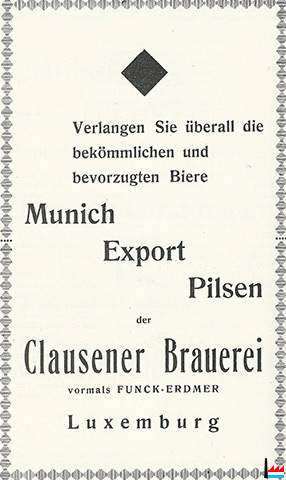 Verlangen Sie überall die
bekömmlichen und
bevorzugten Biere
Munich
Export
Pilsen
der
Clausener Brauerei
vormals FUNCK-ERDMER
Luxemburg